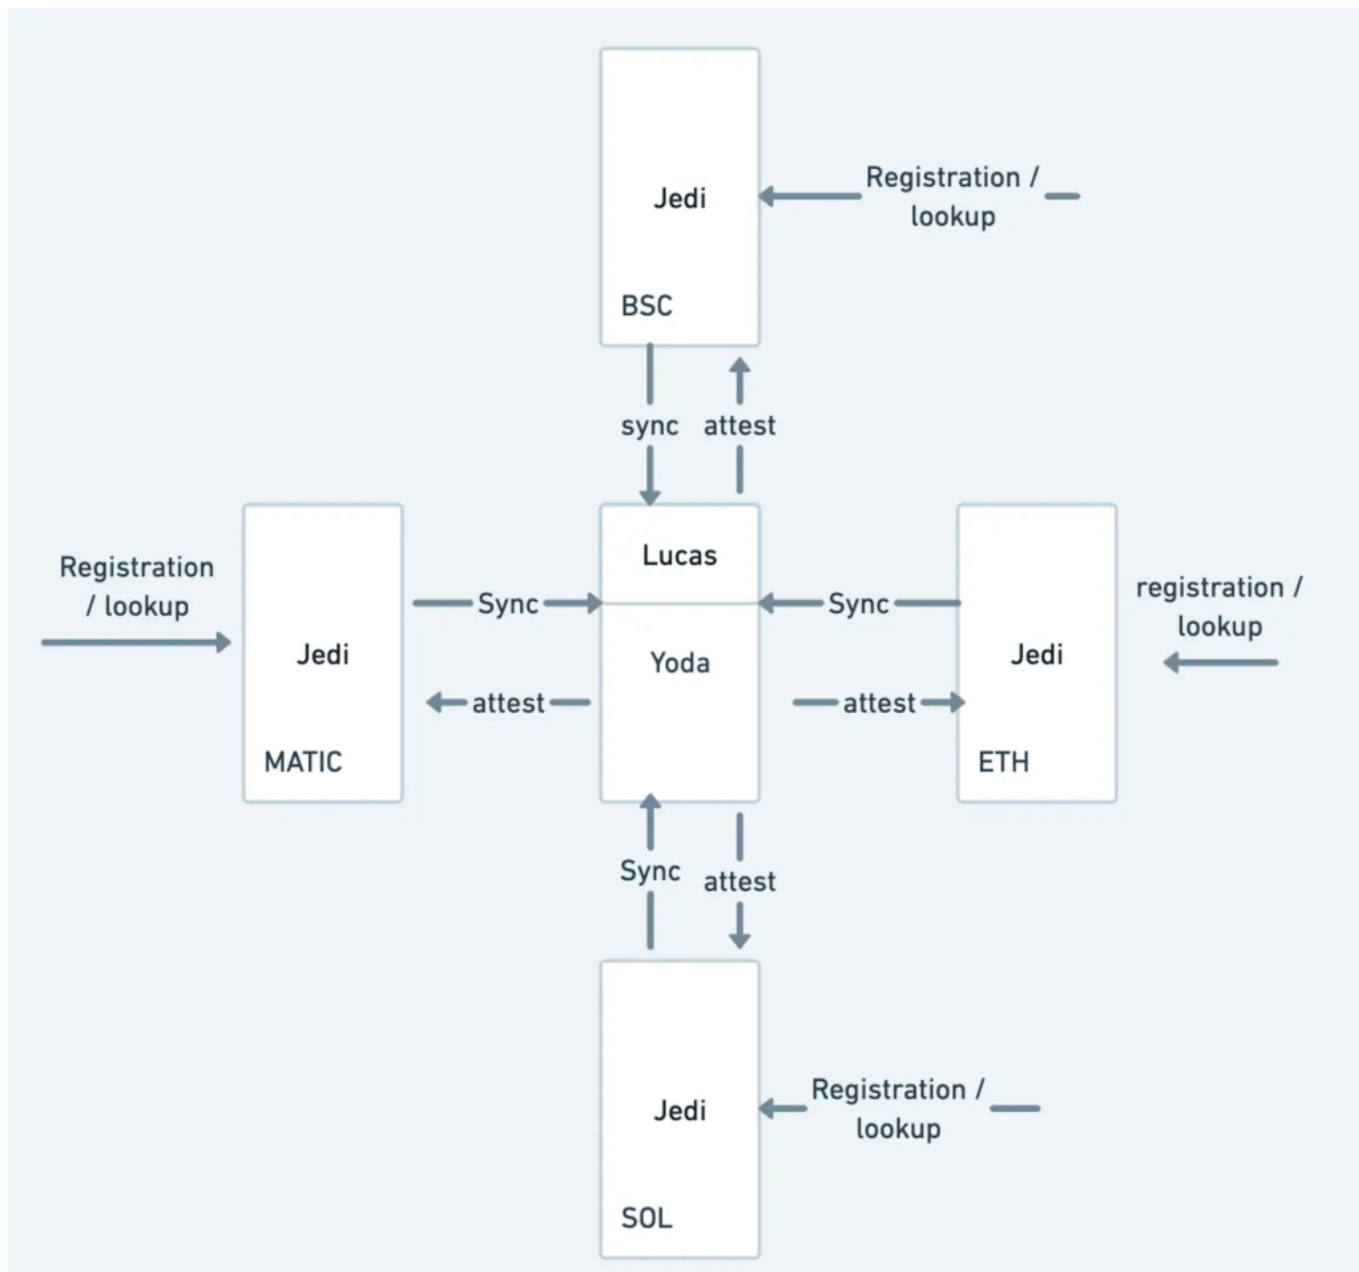 Jedi
BSC
Registration /
lookup
sync
attest
Registration
/ lookup
Jedi
MATIC
Sync
attest
Lucas
Yoda
Sync
attest
Jedi
ETH
registration /
lookup
Sync
attest
Jedi
SOL
Registration /
lookup